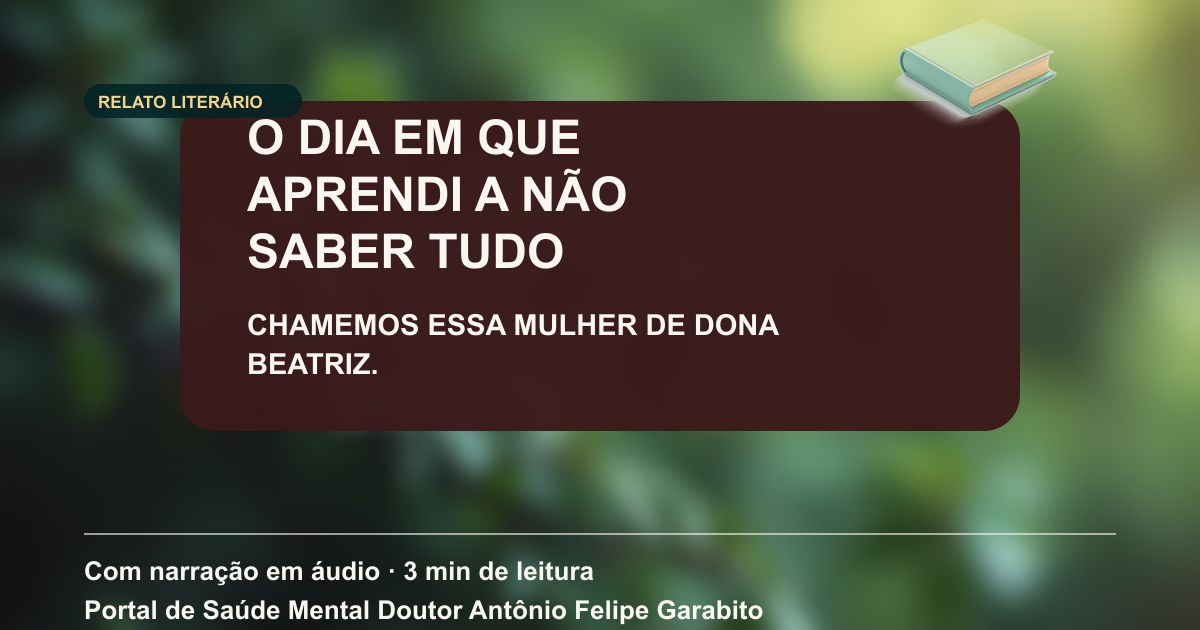 RELATO LITERÁRIO
O DIA EM QUE
APRENDI A NÃO
SABER TUDO
CHAMEMOS ESSA MULHER DE DONA
BEATRIZ.
Com narração em áudio · 3 min de leitura
Portal de Saúde Mental Doutor Antônio Felipe Garabito